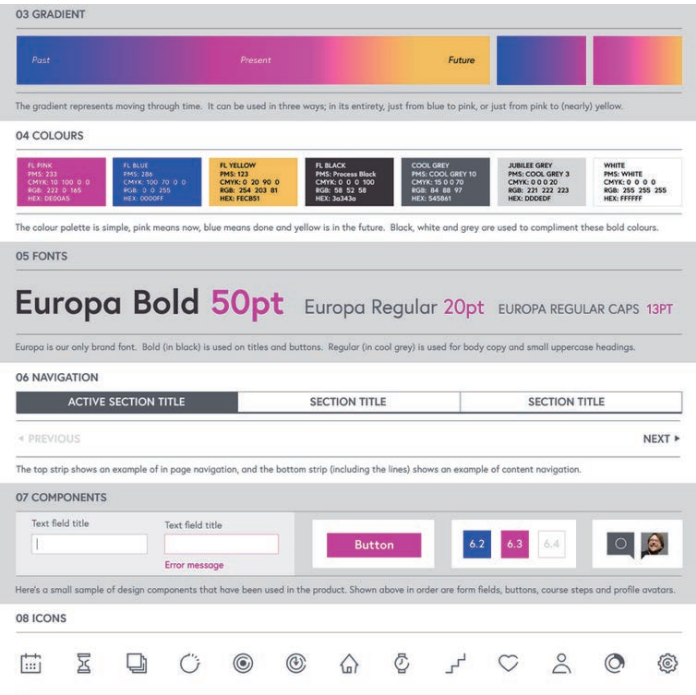 03 GRADIENT
Past Present Future
The gradient represents moving through time. It can be used in three ways; in its entirety, just from blue to pink, or just from pink to (nearly) yellow.
04 COLOURS
FL PINK
PMS: 233
CMYK: 10 100 0 0
RGB: 222 0 165
HEX: DE00A5
FL BLUE
PMS: 286
CMYK: 100 70 0 0
RGB: 0 0 255
HEX: 0000FF
FL YELLOW
PMS: 123
CMYK: 0 20 90 0
RGB: 254 203 81
HEX: FECB51
FL BLACK
PMS: Process Black
CMYK: 0 0 0 100
RGB: 58 52 58
HEX: 3a343a
COOL GREY
PMS: COOL GREY 10
CMYK: 15 0 0 70
RGB: 84 88 97
HEX: 545861
JUBILEE GREY
PMS: COOL GREY 3
CMYK: 0 0 0 20
RGB: 221 222 223
HEX: DDDEDF
WHITE
PMS: WHITE
CMYK: 0 0 0 0
RGB: 255 255 255
HEX: FFFFFF
The colour palette is simple, pink means now, blue means done and yellow is in the future. Black, white and grey are used to compliment these bold colours.
05 FONTS
Europa Bold 50pt Europa Regular 20pt EUROPA REGULAR CAPS 13PT
Europa is our only brand font. Bold (in black) is used on titles and buttons. Regular (in cool grey) is used for body copy and small uppercase headings.
06 NAVIGATION
ACTIVE SECTION TITLE SECTION TITLE SECTION TITLE
PREVIOUS NEXT
The top strip shows an example of in page navigation, and the bottom strip (including the lines) shows an example of content navigation.
07 COMPONENTS
Text field title Text field title
Button 6.2 6.3 6.4
Error message
Here's a small sample of design components that have been used in the product. Shown above in order are form fields, buttons, course steps and profile avatars.
08 ICONS